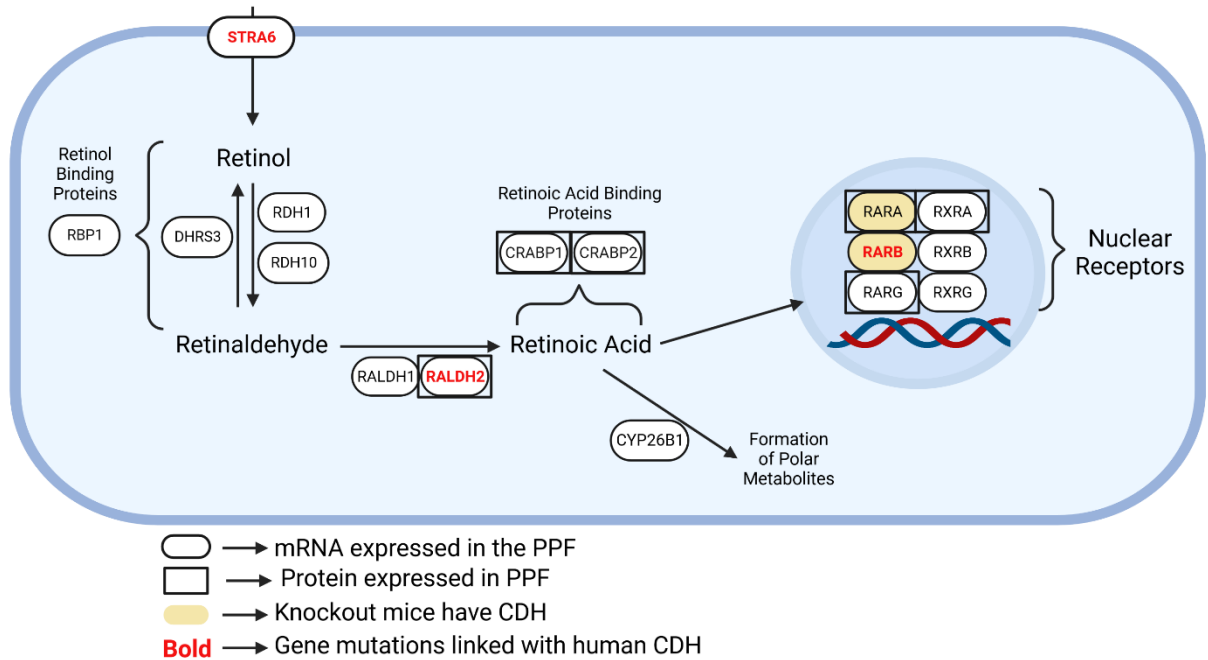 STRA6
Retinol
Binding
Proteins
RBP1
Retinol
DHRS3
RDH1
RDH10
Retinaldehyde
RALDH1
RALDH2
Retinoic Acid Binding
Proteins
CRABP1
CRABP2
Retinoic Acid
CYP26B1
Formation
of Polar
Metabolites
RARA
RXRA
RARB
RXRB
RARG
RXRG
Nuclear
Receptors
mRNA expressed in the PPF
Protein expressed in PPF
Knockout mice have CDH
Bold
Gene mutations linked with human CDH